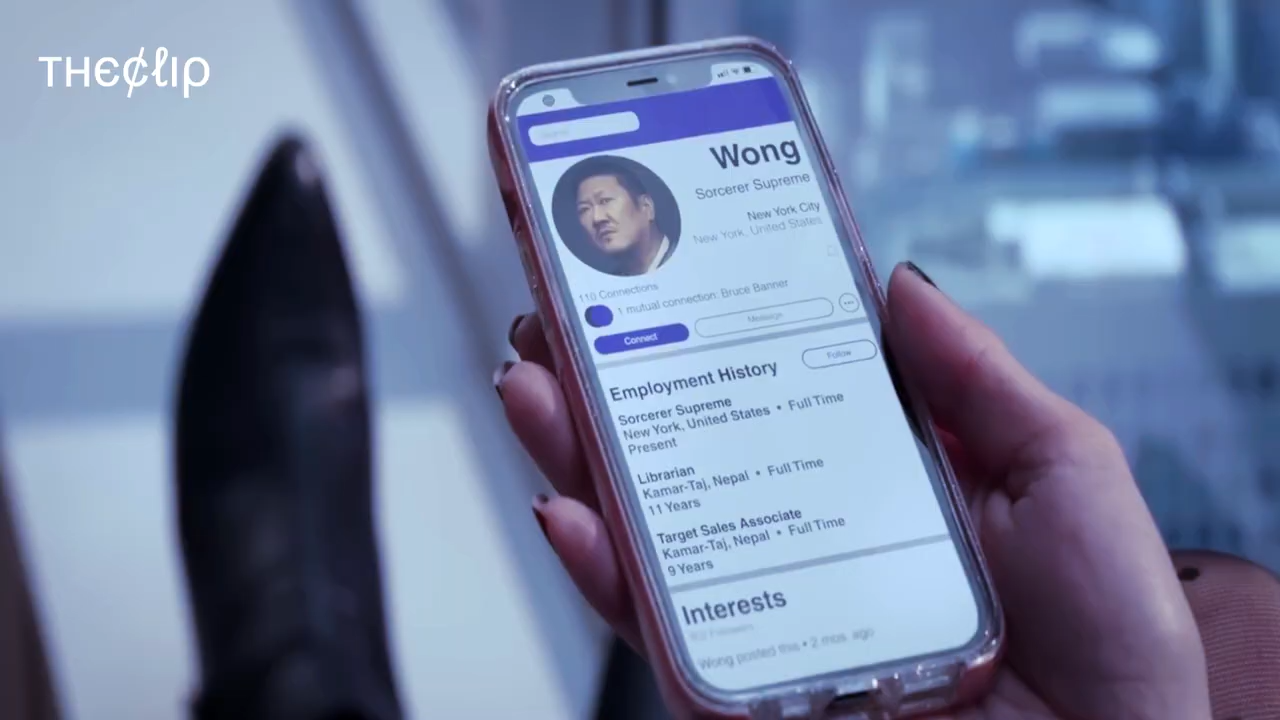 THE¢LIP
Wong
Sorcerer Supreme
New York City
New York, United States
110 Connections
1 mutual connection: Bruce Banner
Connect
Message
Follow
Employment History
Sorcerer Supreme
New York, United States • Full Time
Present
Librarian
Kamar-Taj, Nepal • Full Time
11 Years
Target Sales Associate
Kamar-Taj, Nepal • Full Time
9 Years
Interests
Wong posted this • 2 mos. ago